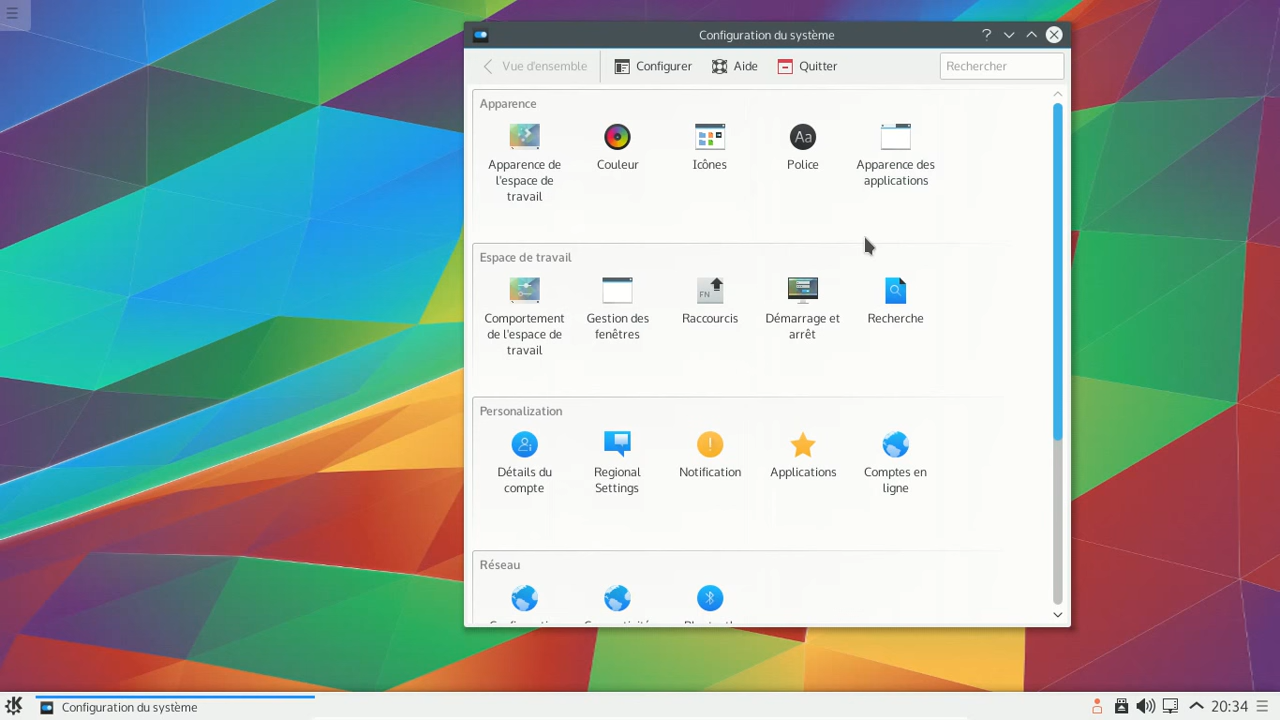 Configuration du système
Vue d'ensemble Configurer Aide Quitter Rechercher
Apparence
Apparence de l'espace de travail
Couleur
Icônes
Aa
Police
Apparence des applications
Espace de travail
Comportement de l'espace de travail
Gestion des fenêtres
FN
Raccourcis
Démarrage et arrêt
Recherche
Personalization
Détails du compte
Regional Settings
Notification
Applications
Comptes en ligne
Réseau
Configuration du système
20:34